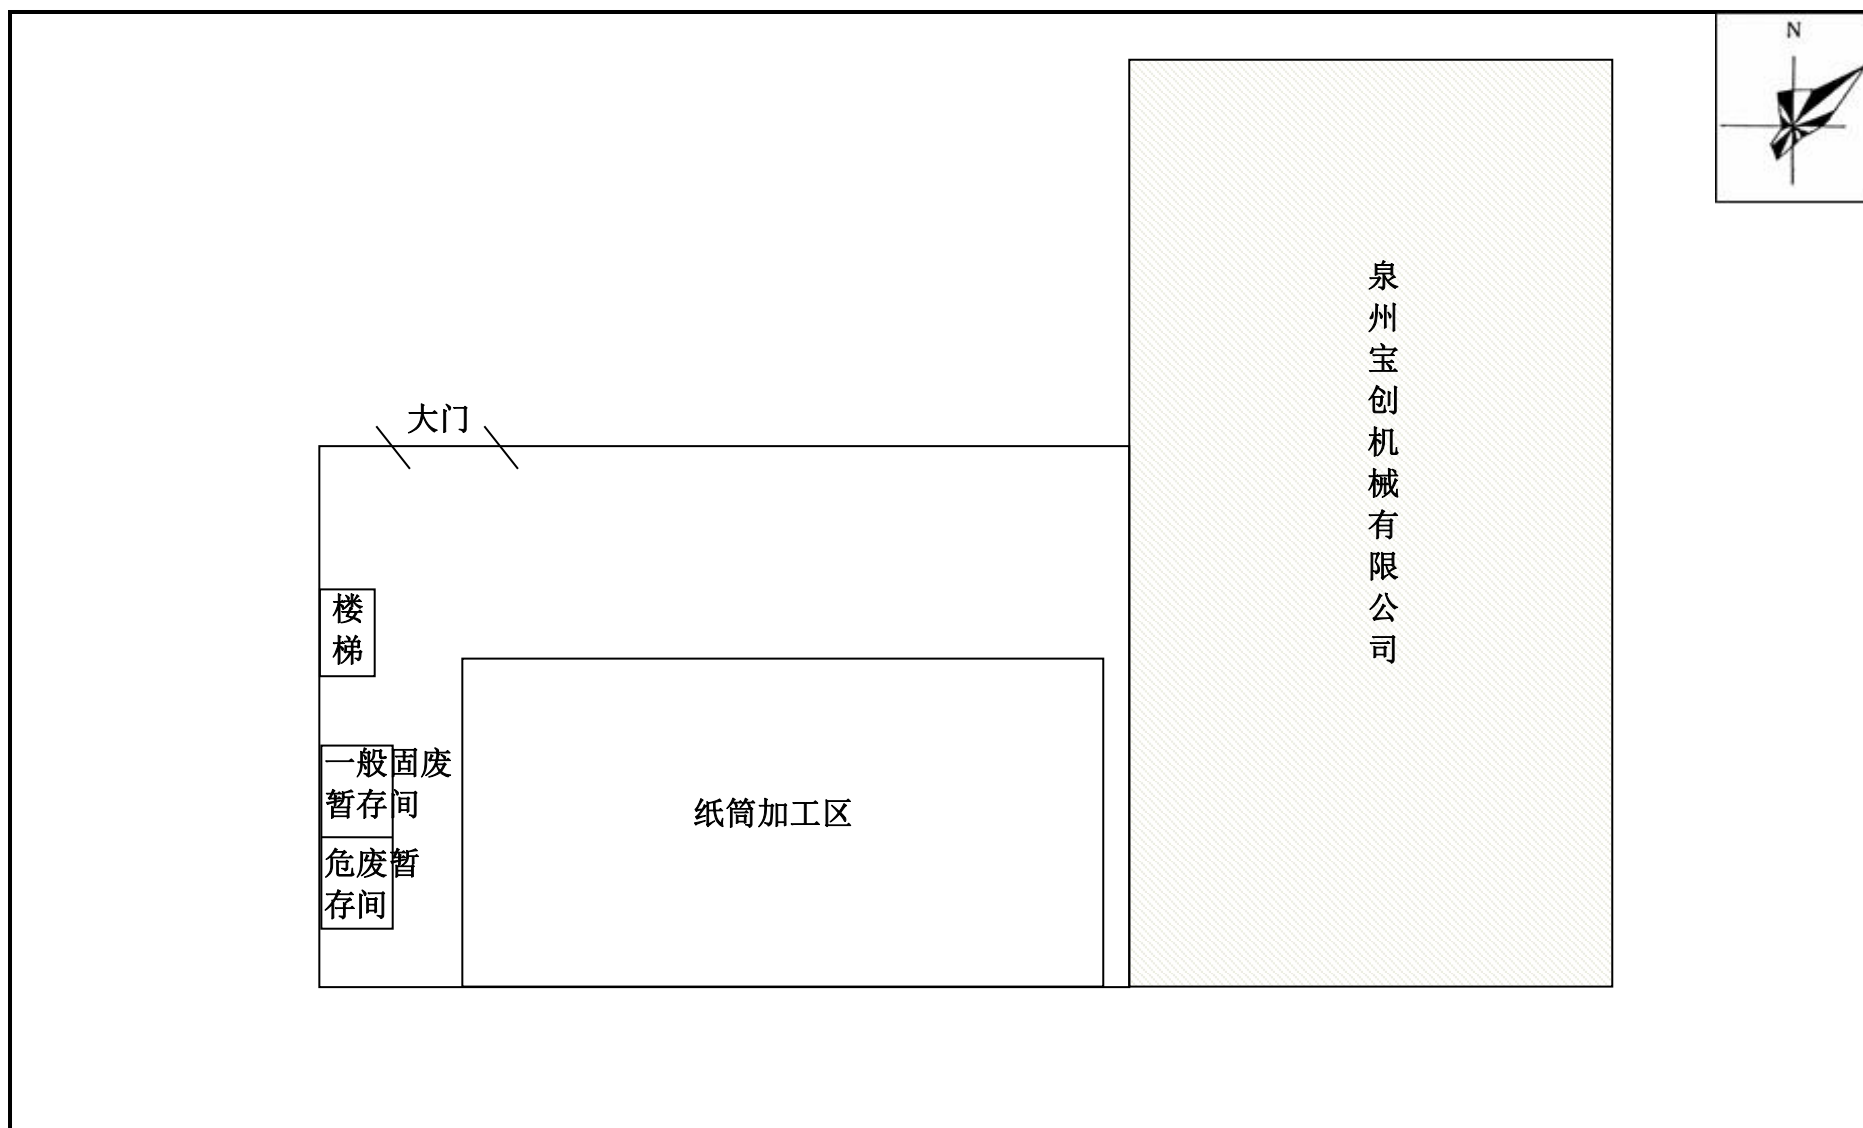 N
泉州宝创机械有限公司
大门
楼梯
一般固废
暂存间
纸筒加工区
危废暂
存间